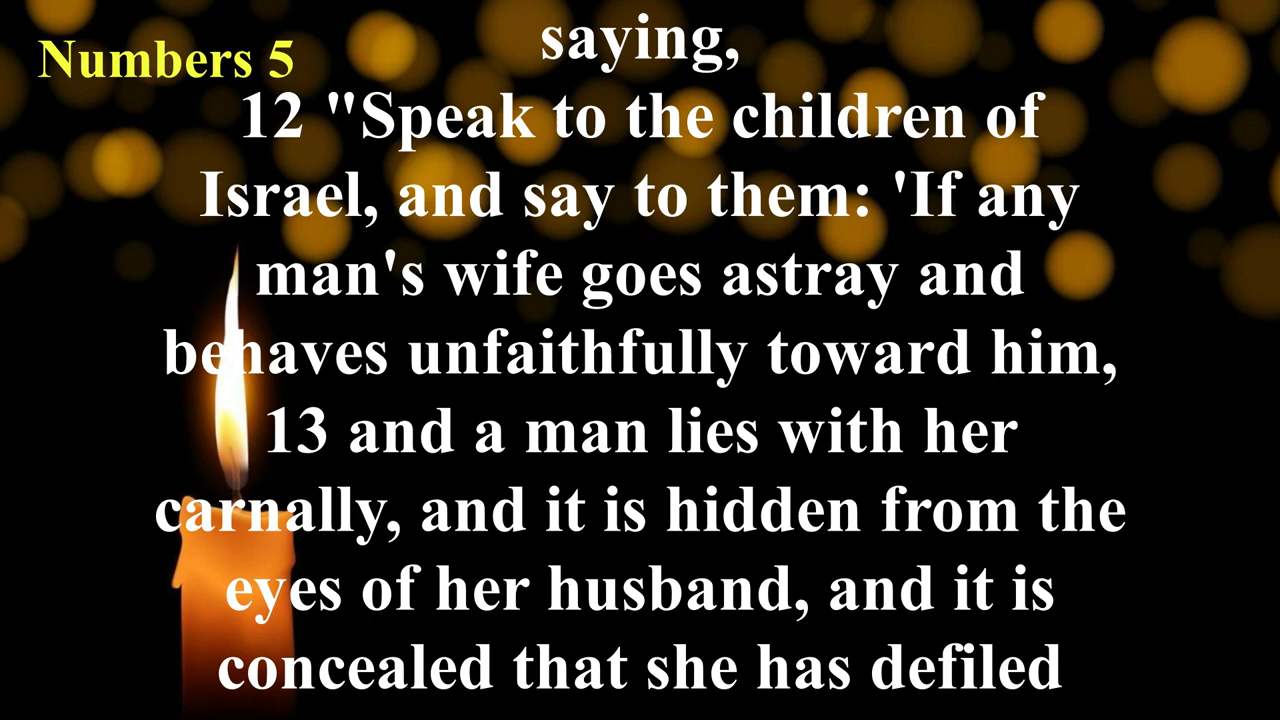 Numbers 5
saying,
12 "Speak to the children of
Israel, and say to them: 'If any
man's wife goes astray and
behaves unfaithfully toward him,
13 and a man lies with her
carnally, and it is hidden from the
eyes of her husband, and it is
concealed that she has defiled